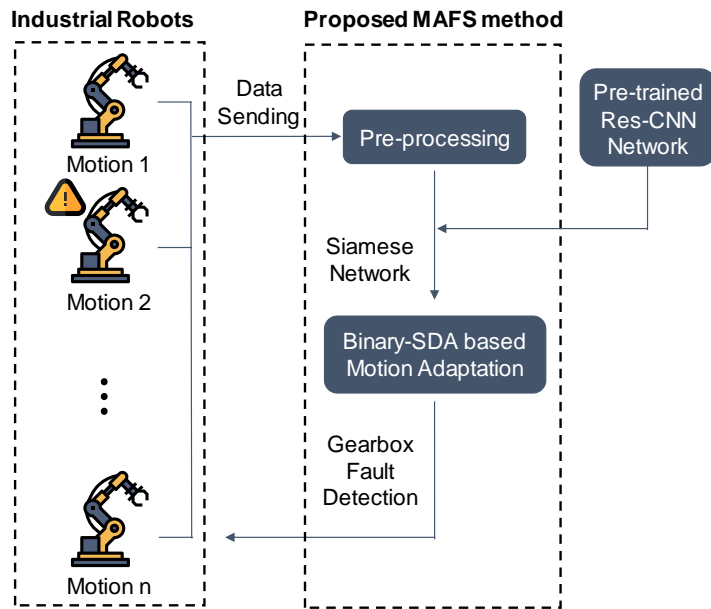 Industrial Robots
Proposed MAFS method
Motion 1
!
Motion 2
Motion n
Data
Sending
Pre-processing
Pre-trained
Res-CNN
Network
Siamese
Network
Binary-SDA based
Motion Adaptation
Gearbox
Fault
Detection